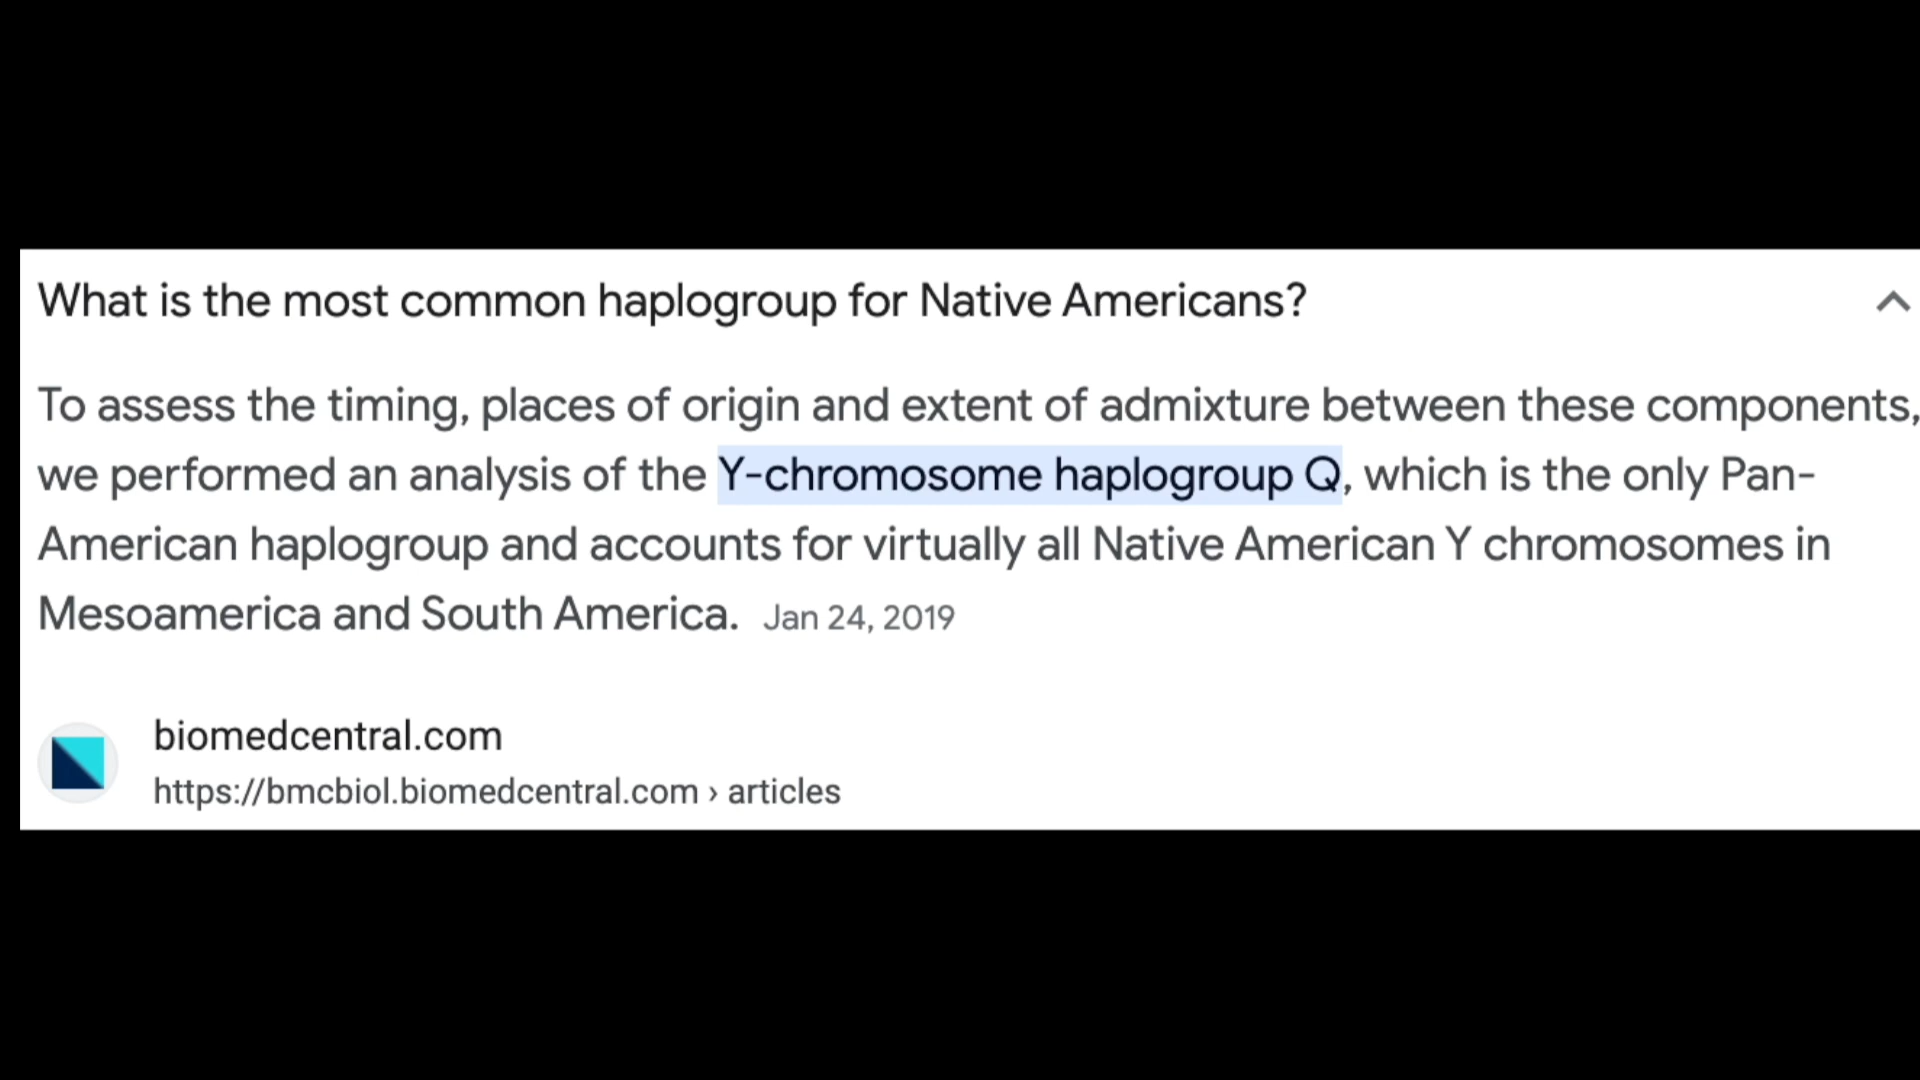 What is the most common haplogroup for Native Americans?
To assess the timing, places of origin and extent of admixture between these components,
we performed an analysis of the Y-chromosome haplogroup Q, which is the only Pan-
American haplogroup and accounts for virtually all Native American Y chromosomes in
Mesoamerica and South America. Jan 24, 2019
biomedcentral.com
https://bmcbiol.biomedcentral.com › articles